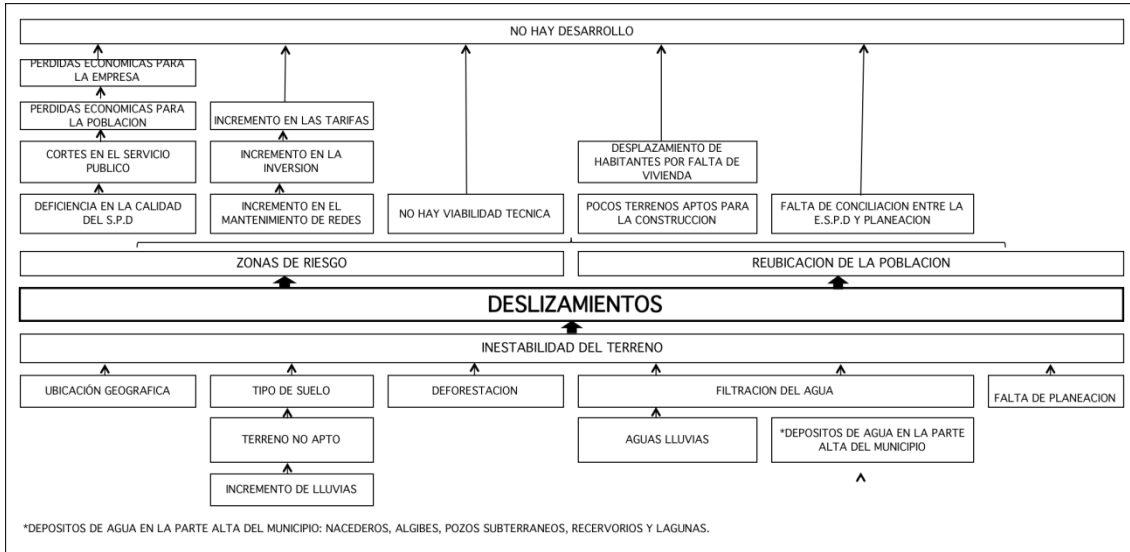 NO HAY DESARROLLO
PERDIDAS ECONOMICAS PARA
LA EMPRESA
PERDIDAS ECONOMICAS PARA
LA POBLACION
INCREMENTO EN LAS TARIFAS
CORTES EN EL SERVICIO
PUBLICO
INCREMENTO EN LA
INVERSION
DESPLAZAMIENTO DE
HABITANTES POR FALTA DE
VIVIENDA
DEFICIENCIA EN LA CALIDAD
DEL S.P.D
INCREMENTO EN EL
MANTENIMIENTO DE REDES
NO HAY VIABILIDAD TECNICA
POCOS TERRENOS APTOS PARA
LA CONSTRUCCION
FALTA DE CONCILIACION ENTRE LA
E.S.P.D Y PLANEACION
ZONAS DE RIESGO
REUBICACION DE LA POBLACION
DESLIZAMIENTOS
INESTABILIDAD DEL TERRENO
UBICACIÓN GEOGRAFICA
TIPO DE SUELO
DEFORESTACION
FILTRACION DEL AGUA
FALTA DE PLANEACION
TERRENO NO APTO
AGUAS LLUVIAS
*DEPOSITOS DE AGUA EN LA PARTE
ALTA DEL MUNICIPIO
INCREMENTO DE LLUVIAS
*DEPOSITOS DE AGUA EN LA PARTE ALTA DEL MUNICIPIO: NACEDEROS, ALGIBES, POZOS SUBTERRANEOS, RECERVORIOS Y LAGUNAS.